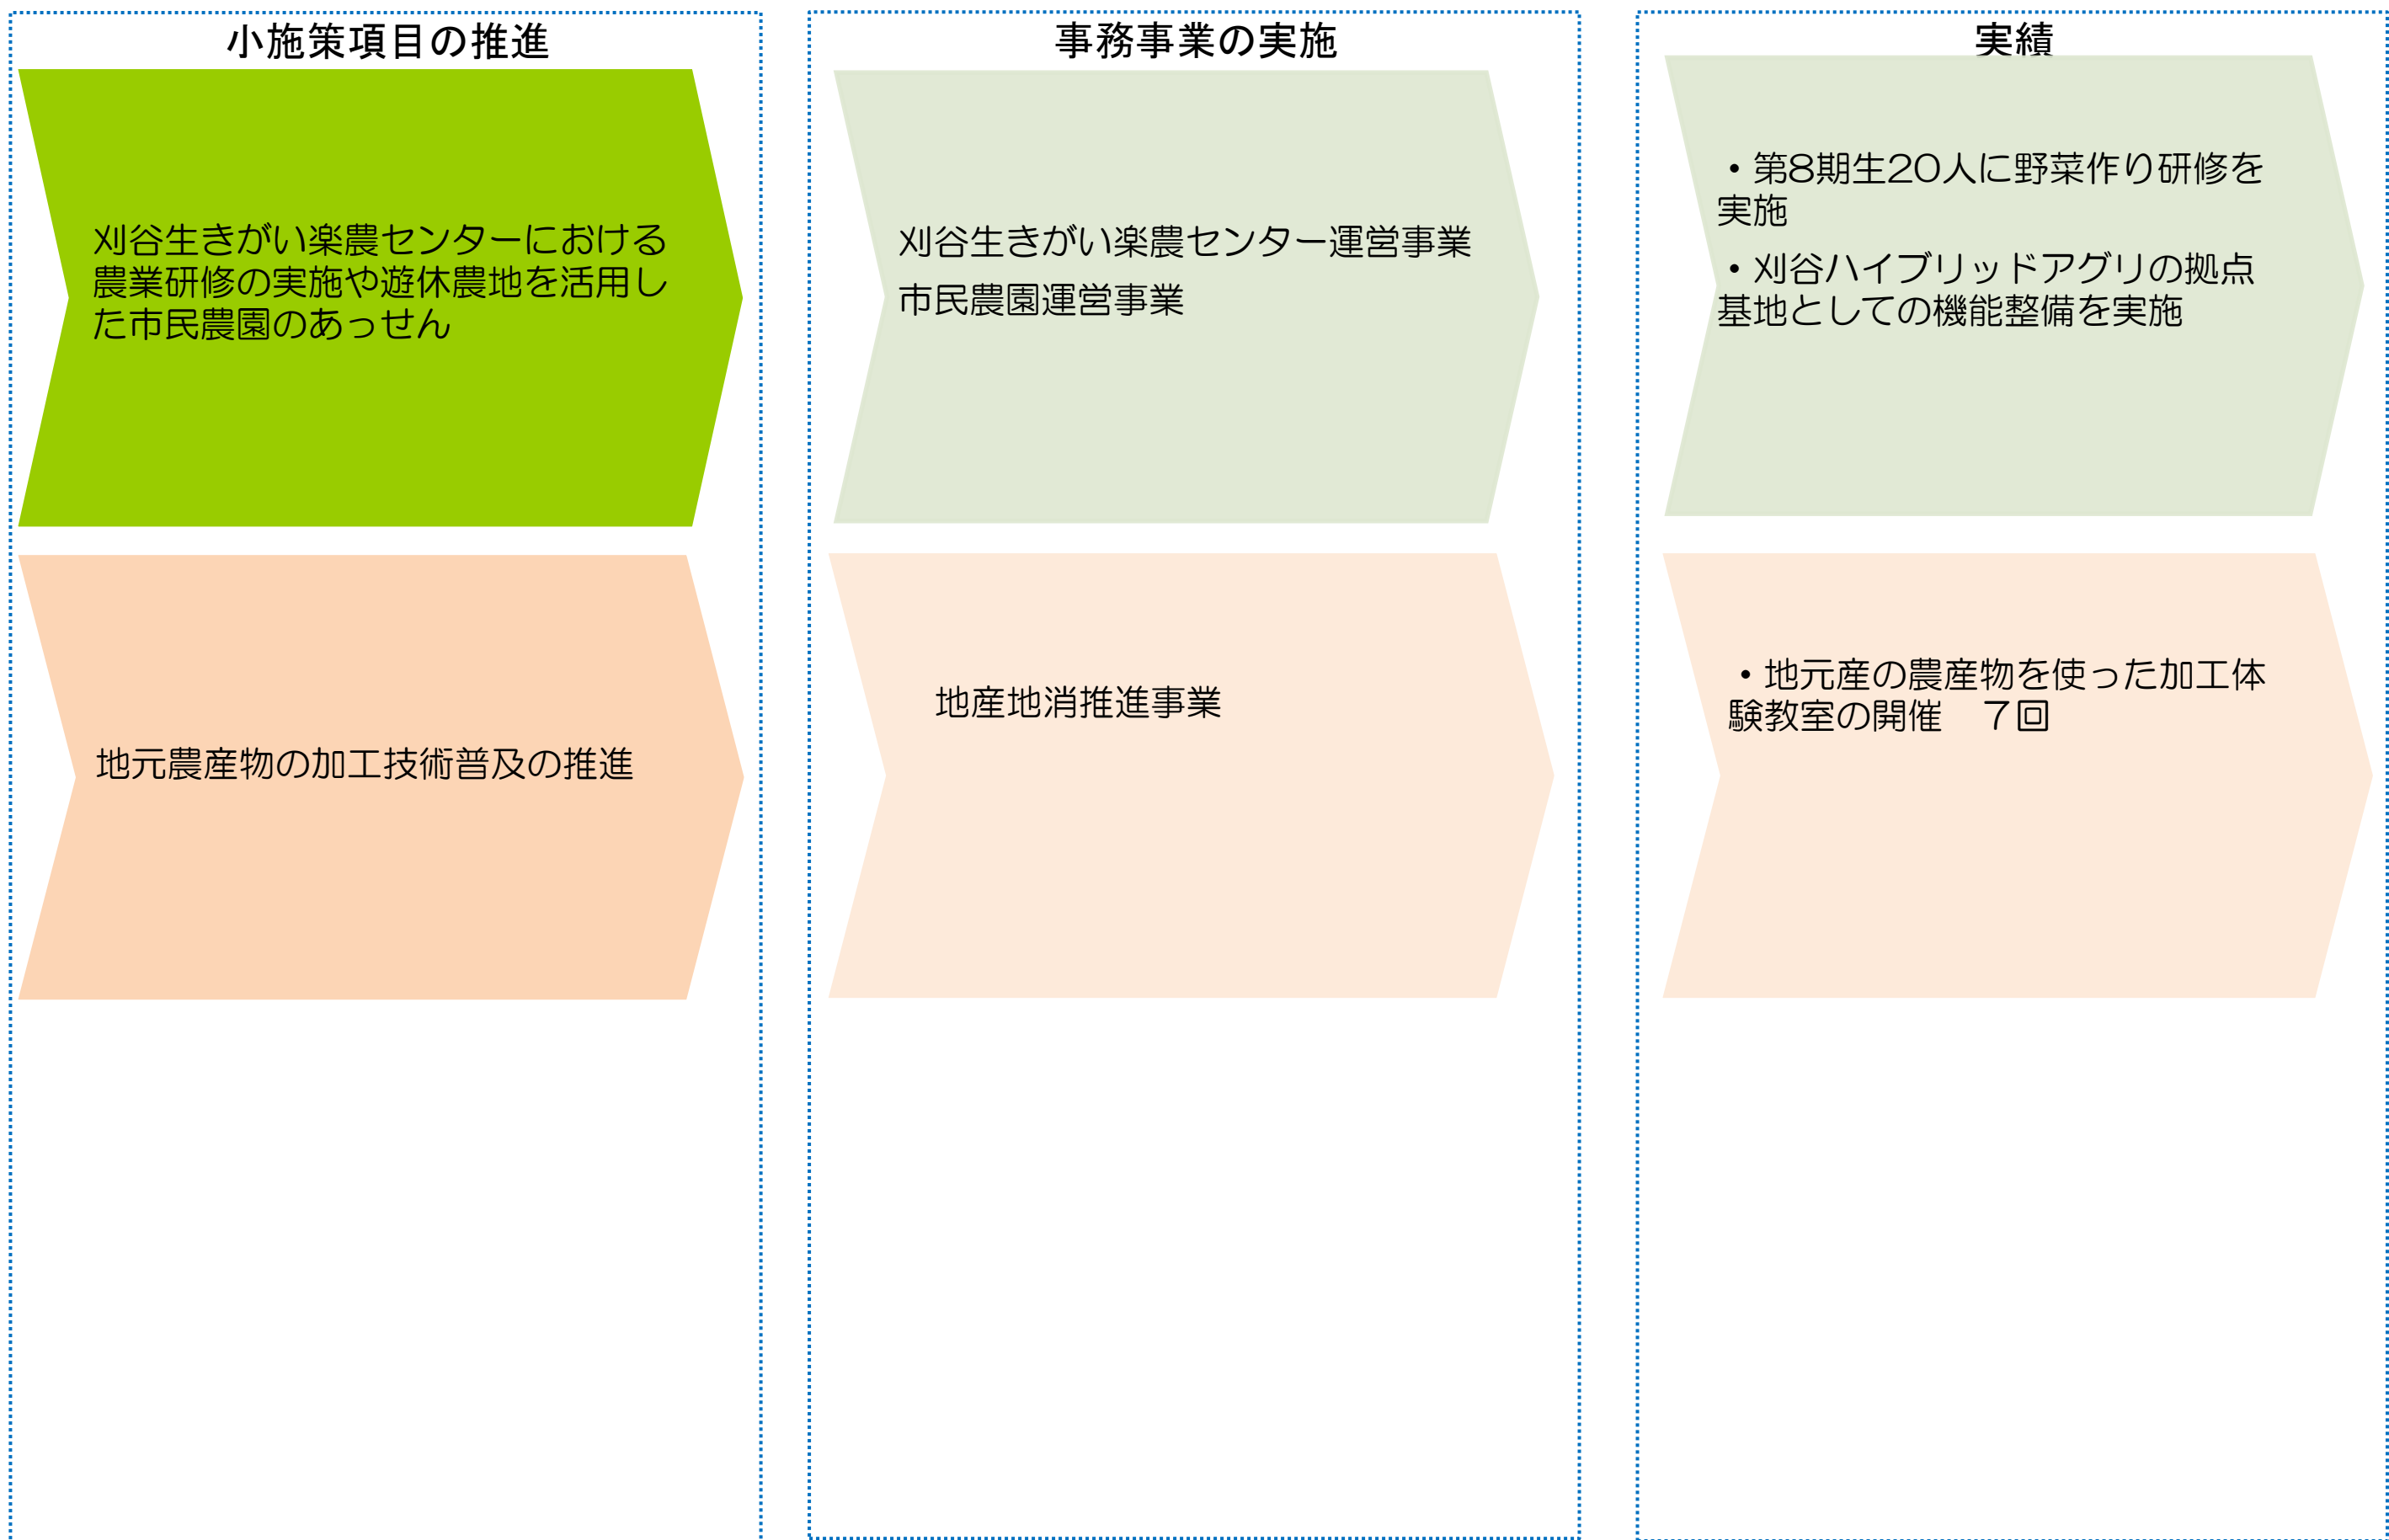 小施策項目の推進
刈谷生きがい楽農センターにおける
農業研修の実施や遊休農地を活用し
た市民農園のあっせん
地元農産物の加工技術普及の推進
事務事業の実施
刈谷生きがい楽農センター運営事業
市民農園運営事業
地産地消推進事業
実績
・第8期生20人に野菜作り研修を
実施
・刈谷ハイブリッドアグリの拠点
基地としての機能整備を実施
・地元産の農産物を使った加工体
験教室の開催　７回